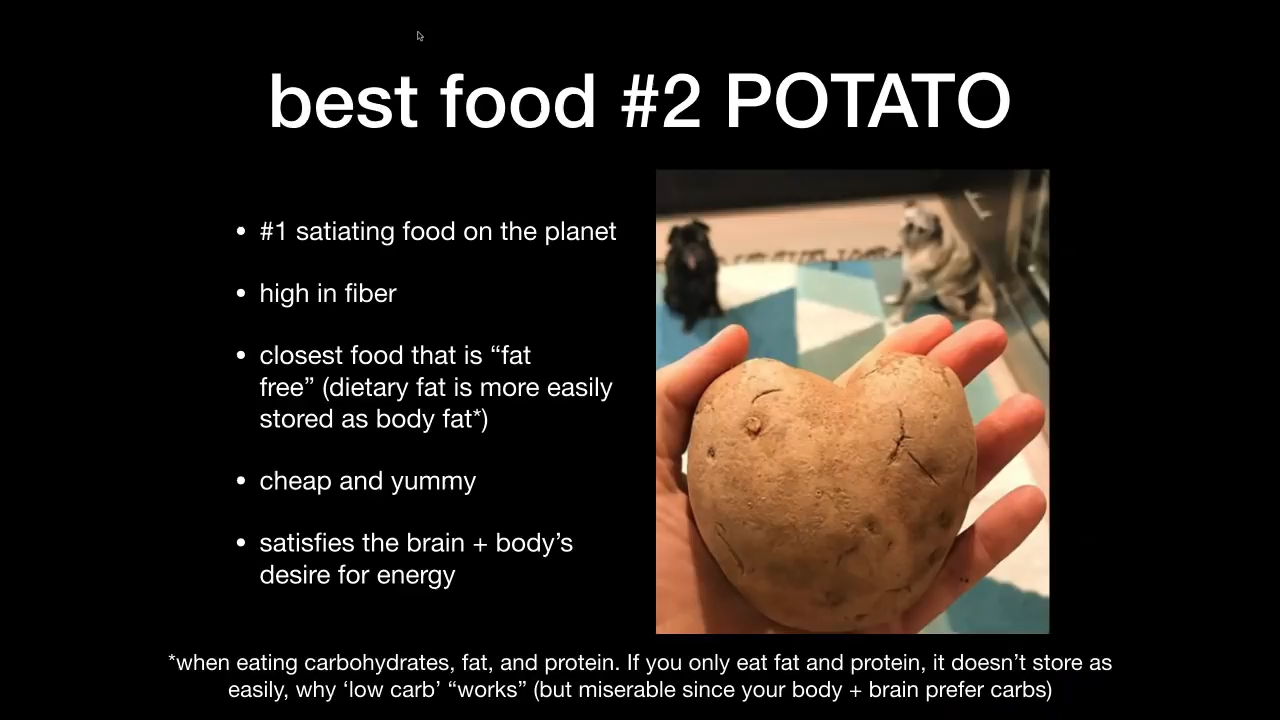 best food #2 POTATO
• #1 satiating food on the planet
• high in fiber
• closest food that is “fat
free” (dietary fat is more easily
stored as body fat*)
• cheap and yummy
• satisfies the brain + body’s
desire for energy
*when eating carbohydrates, fat, and protein. If you only eat fat and protein, it doesn’t store as
easily, why ‘low carb’ “works” (but miserable since your body + brain prefer carbs)